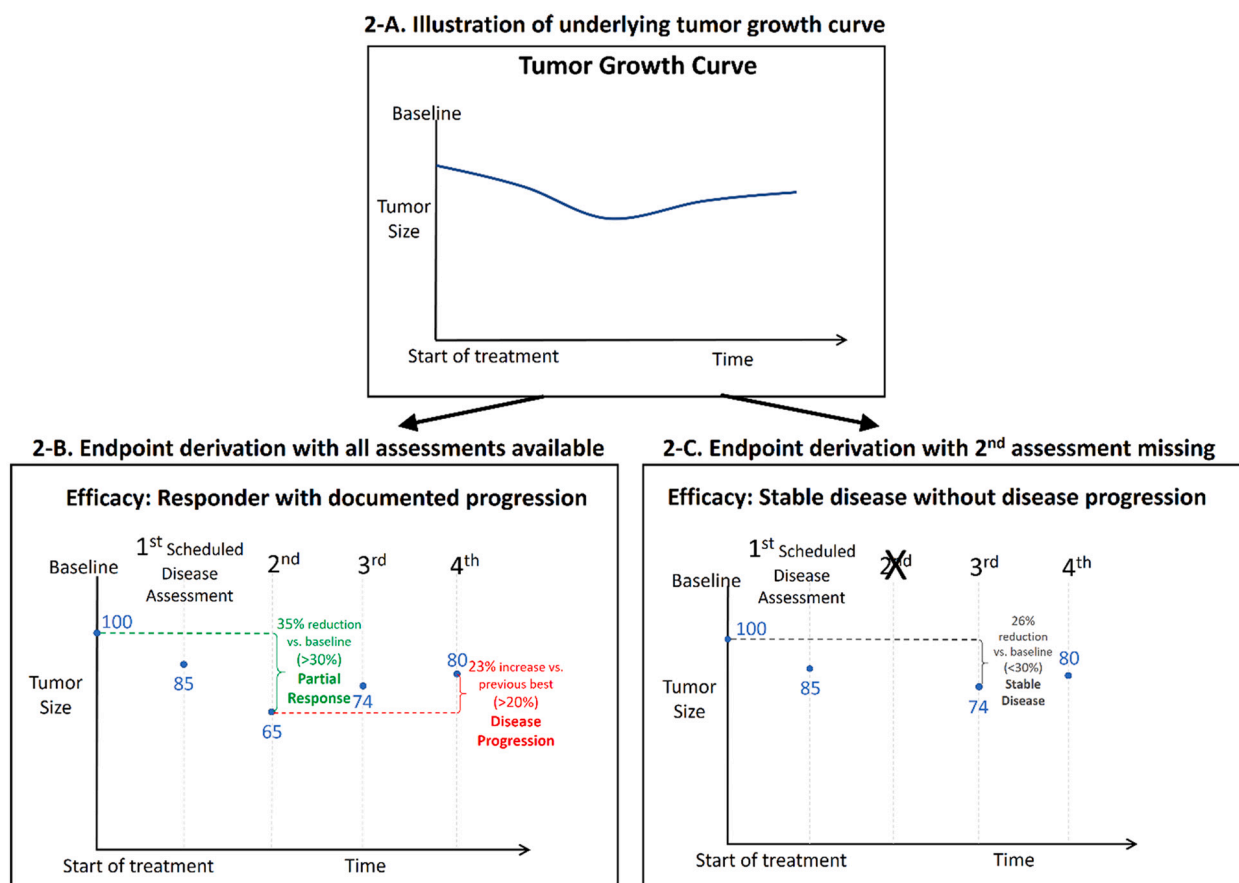 2-A. Illustration of underlying tumor growth curve
Tumor Growth Curve
Baseline
Tumor
Size
Start of treatment
Time
2-B. Endpoint derivation with all assessments available
Efficacy: Responder with documented progression
Baseline
1st Scheduled
Disease
Assessment
2nd
3rd
4th
100
35% reduction
vs. baseline
(>30%)
Partial
Response
85
65
74
80
23% increase vs.
previous best
(>20%)
Disease
Progression
Tumor
Size
Start of treatment
Time
2-C. Endpoint derivation with 2nd assessment missing
Efficacy: Stable disease without disease progression
Baseline
1st Scheduled
Disease
Assessment
2nd
3rd
4th
100
26%
reduction
vs. baseline
(<30%)
Stable
Disease
85
74
80
Tumor
Size
Start of treatment
Time